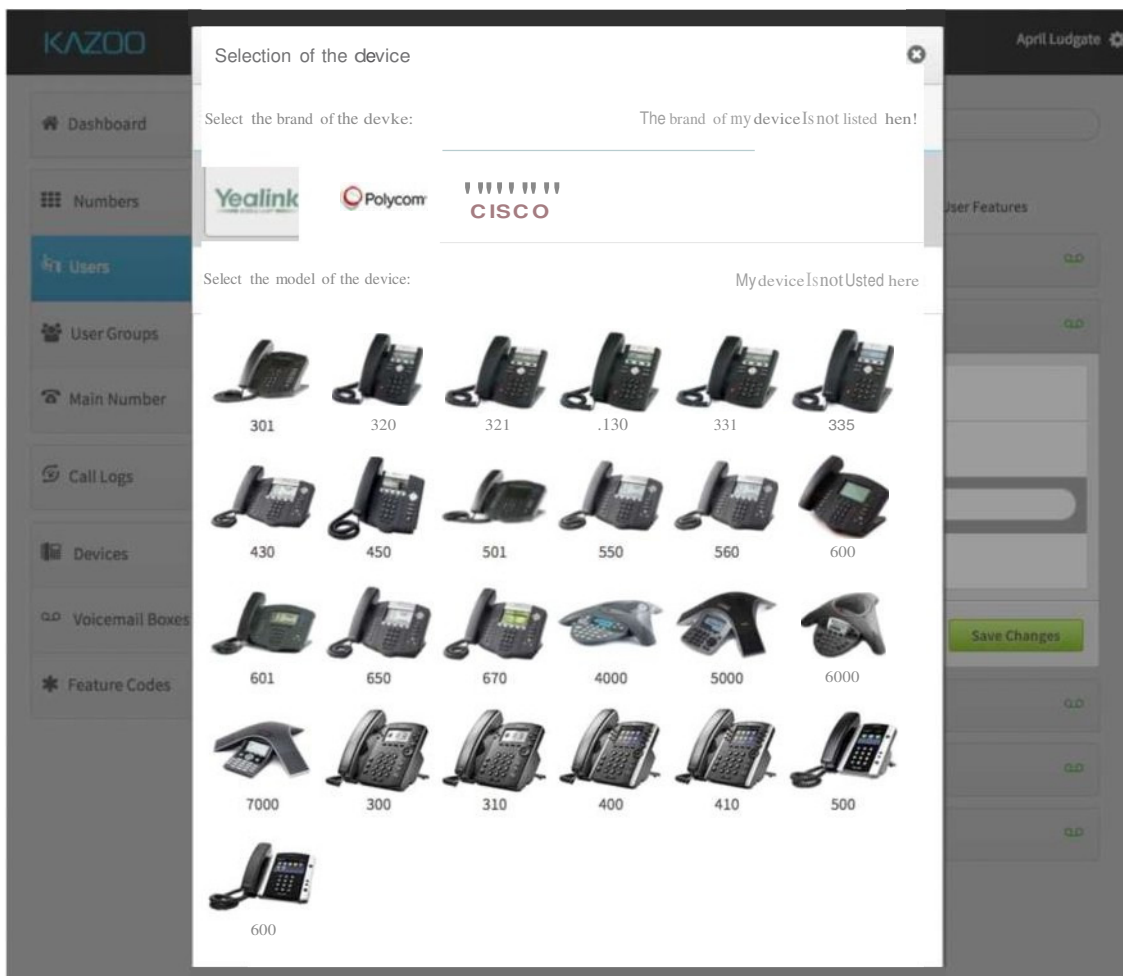 KAZOO
April Ludgate
Selection of the device
Select the brand of the devke:
The brand of my device Is not listed hen!
Yealink
Polycom
CISCO
Select the model of the device:
My device Is not Usted here
Dashboard
Numbers
Users
User Groups
Main Number
Call Logs
Devices
Voicemail Boxes
Feature Codes
User Features
301 320 321 .130 331 335
430 450 501 550 560 600
601 650 670 4000 5000 6000
Save Changes
7000 300 310 400 410 500
600